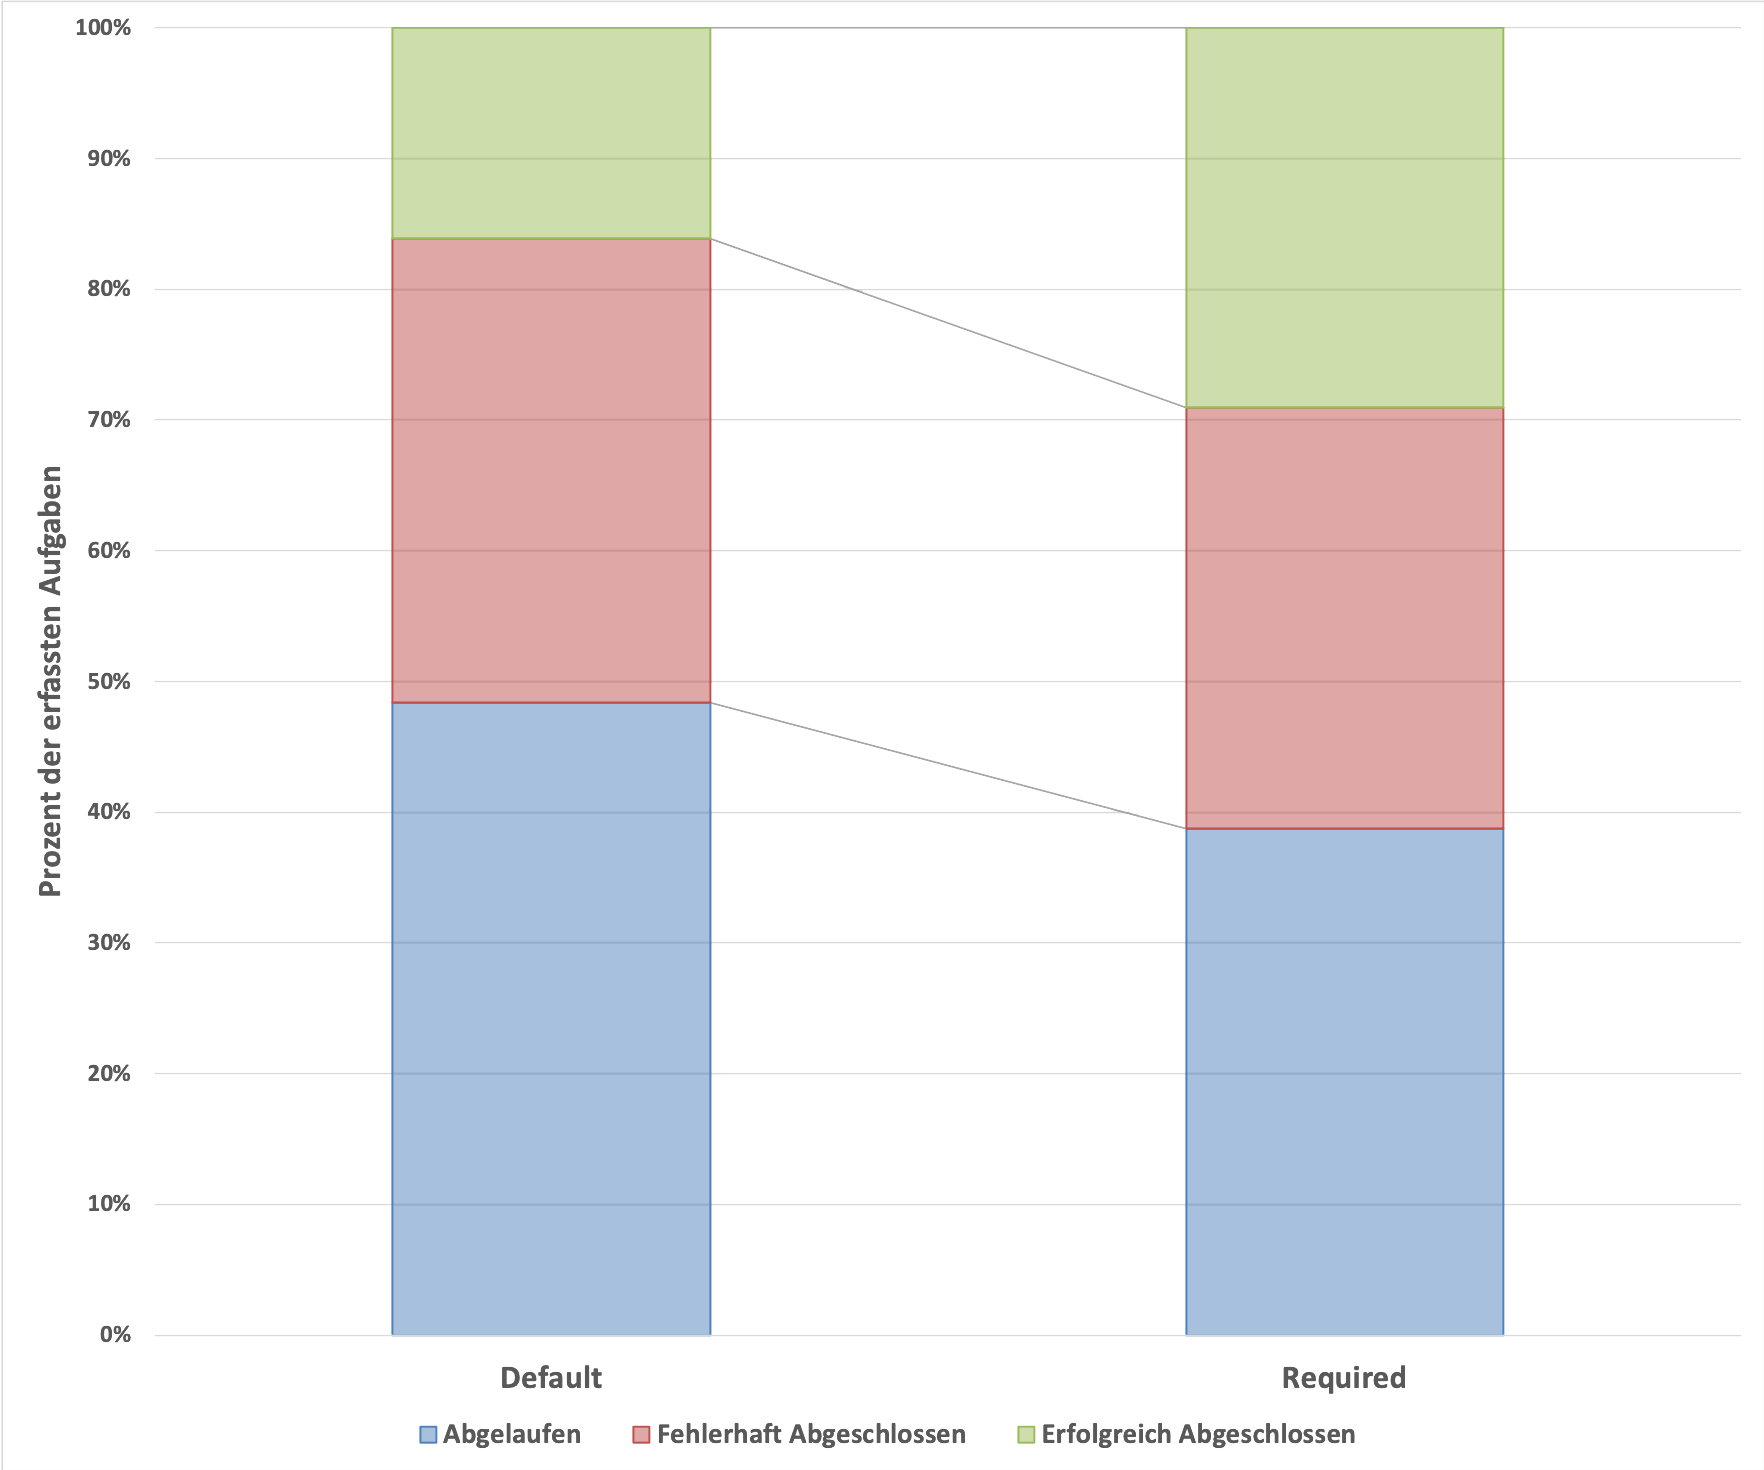 100%
90%
80%
70%
60%
50%
40%
30%
20%
10%
0%
Prozent der erfassten Aufgaben
Default
Required
Abgelaufen
Fehlerhaft Abgeschlossen
Erfolgreich Abgeschlossen